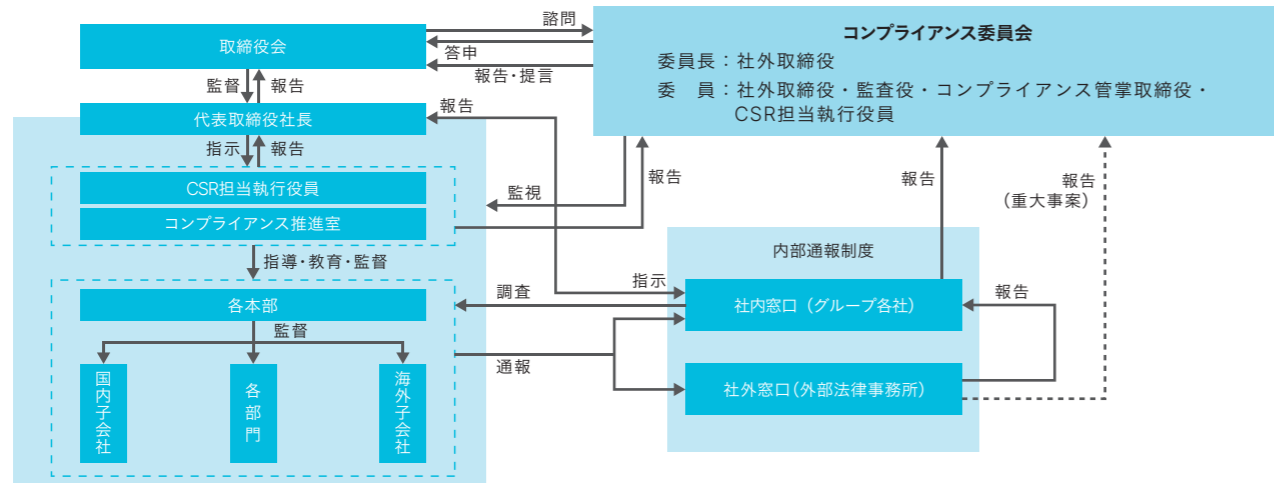 諮問
取締役会
答申
報告・提言
コンプライアンス委員会
委員長：社外取締役
委　員：社外取締役・監査役・コンプライアンス管掌取締役・
CSR担当執行役員
監督
報告
代表取締役社長
報告
指示
報告
CSR担当執行役員
コンプライアンス推進室
監視
報告
報告
報告
（重大事案）
指導・教育・監督
内部通報制度
各本部
監督
国内子会社
各部門
海外子会社
調査
指示
通報
社内窓口（グループ各社）
報告
社外窓口（外部法律事務所）